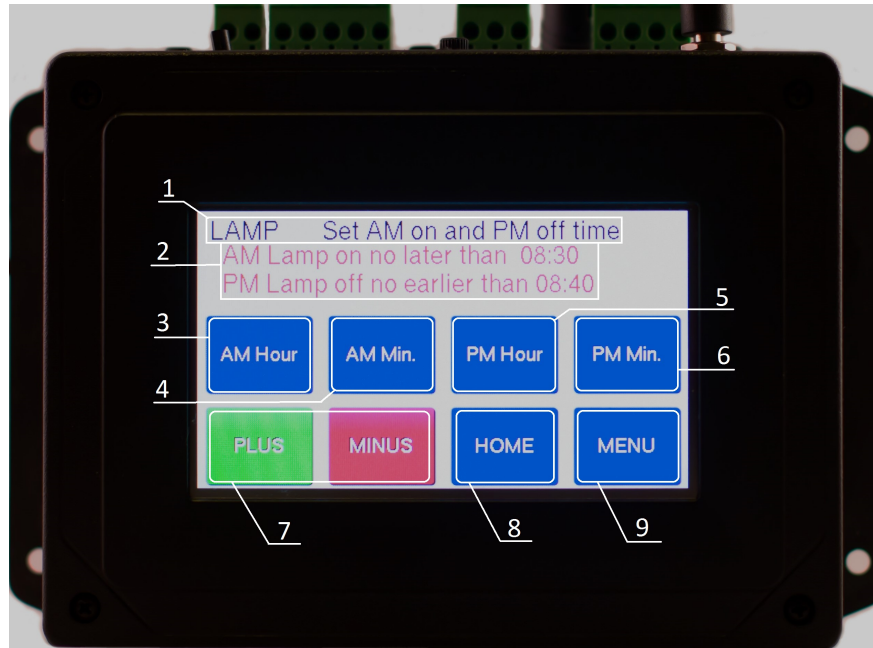 1
LAMP Set AM on and PM off time
2
AM Lamp on no later than 08:30
PM Lamp off no earlier than 08:40
3
4
5
6
AM Hour AM Min. PM Hour PM Min.
PLUS MINUS HOME MENU
7
8
9